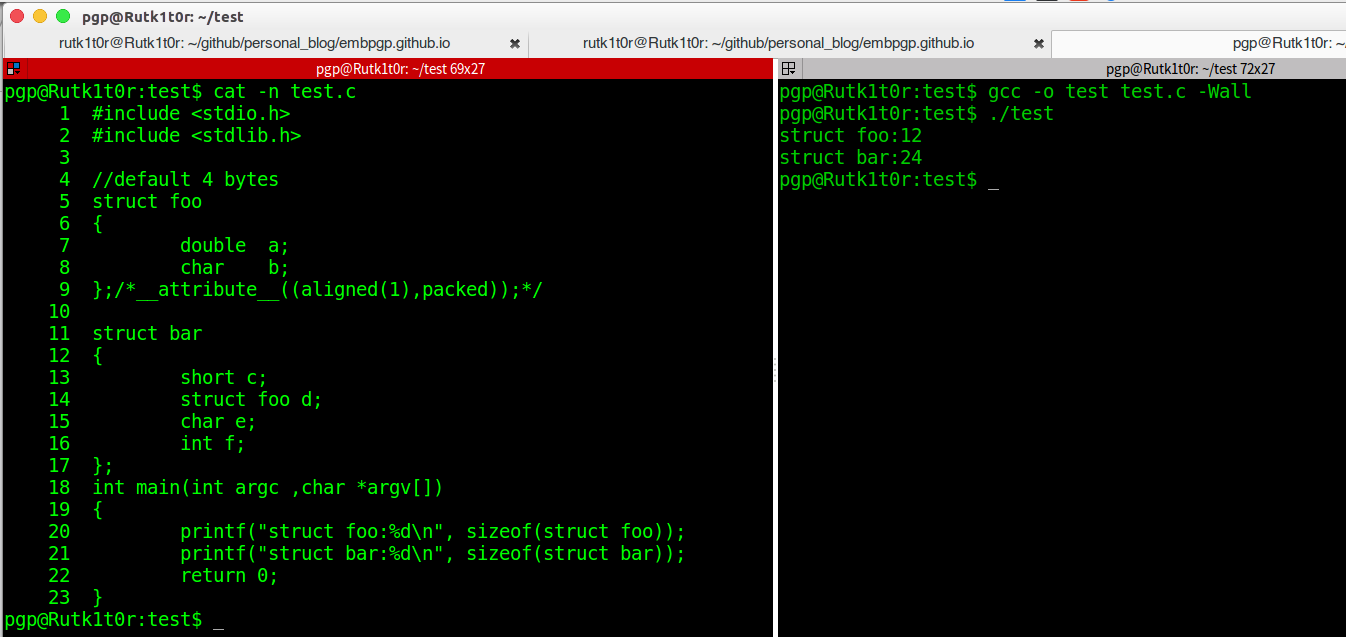 pgp@Rutk1t0r: ~/test
rutk1t0r@Rutk1t0r: ~/github/personal_blog/embpgp.github.io
rutk1t0r@Rutk1t0r: ~/github/personal_blog/embpgp.github.io
pgp@Rutk1t0r: ~/
pgp@Rutk1t0r: ~/test 69x27
pgp@Rutk1t0r:test$ cat -n test.c
1 #include <stdio.h>
2 #include <stdlib.h>
3
4 //default 4 bytes
5 struct foo
6 {
7 double  a;
8 char    b;
9 };/*__attribute__((aligned(1),packed));*/
10
11 struct bar
12 {
13 short c;
14 struct foo d;
15 char e;
16 int f;
17 };
18 int main(int argc ,char *argv[])
19 {
20 printf("struct foo:%d\n", sizeof(struct foo));
21 printf("struct bar:%d\n", sizeof(struct bar));
22 return 0;
23 }
pgp@Rutk1t0r:test$ _
pgp@Rutk1t0r: ~/test 72x27
pgp@Rutk1t0r:test$ gcc -o test test.c -Wall
pgp@Rutk1t0r:test$ ./test
struct foo:12
struct bar:24
pgp@Rutk1t0r:test$ _